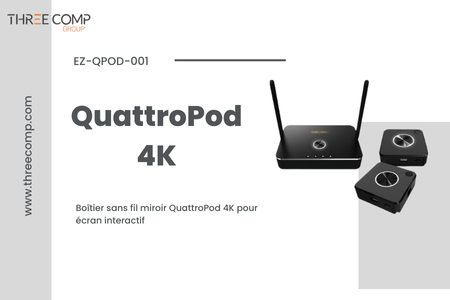 THREE COMP
GROUP
EZ-QPOD-001
QuattroPod
4K
www.threecomp.com
Boîtier sans fil miroir QuattroPod 4K pour
écran interactif